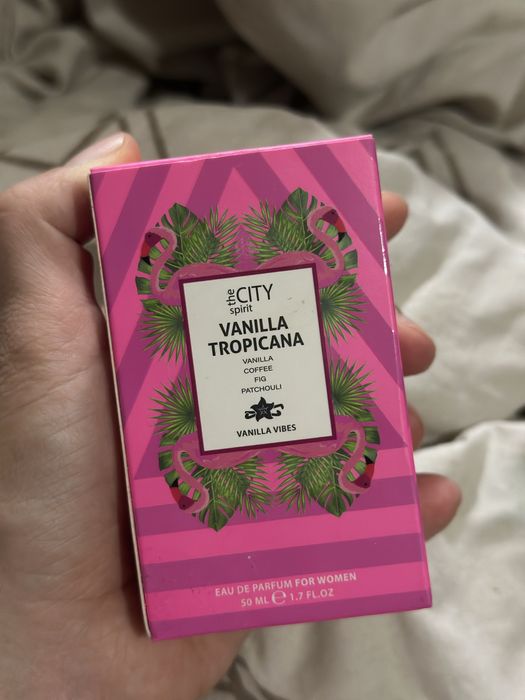 the CITY
spirit
VANILLA
TROPICANA
VANILLA
COFFEE
FIG
PATCHOULI
VANILLA VIBES
EAU DE PARFUM FOR WOMEN
50 ML ℮ 1.7 FL.OZ